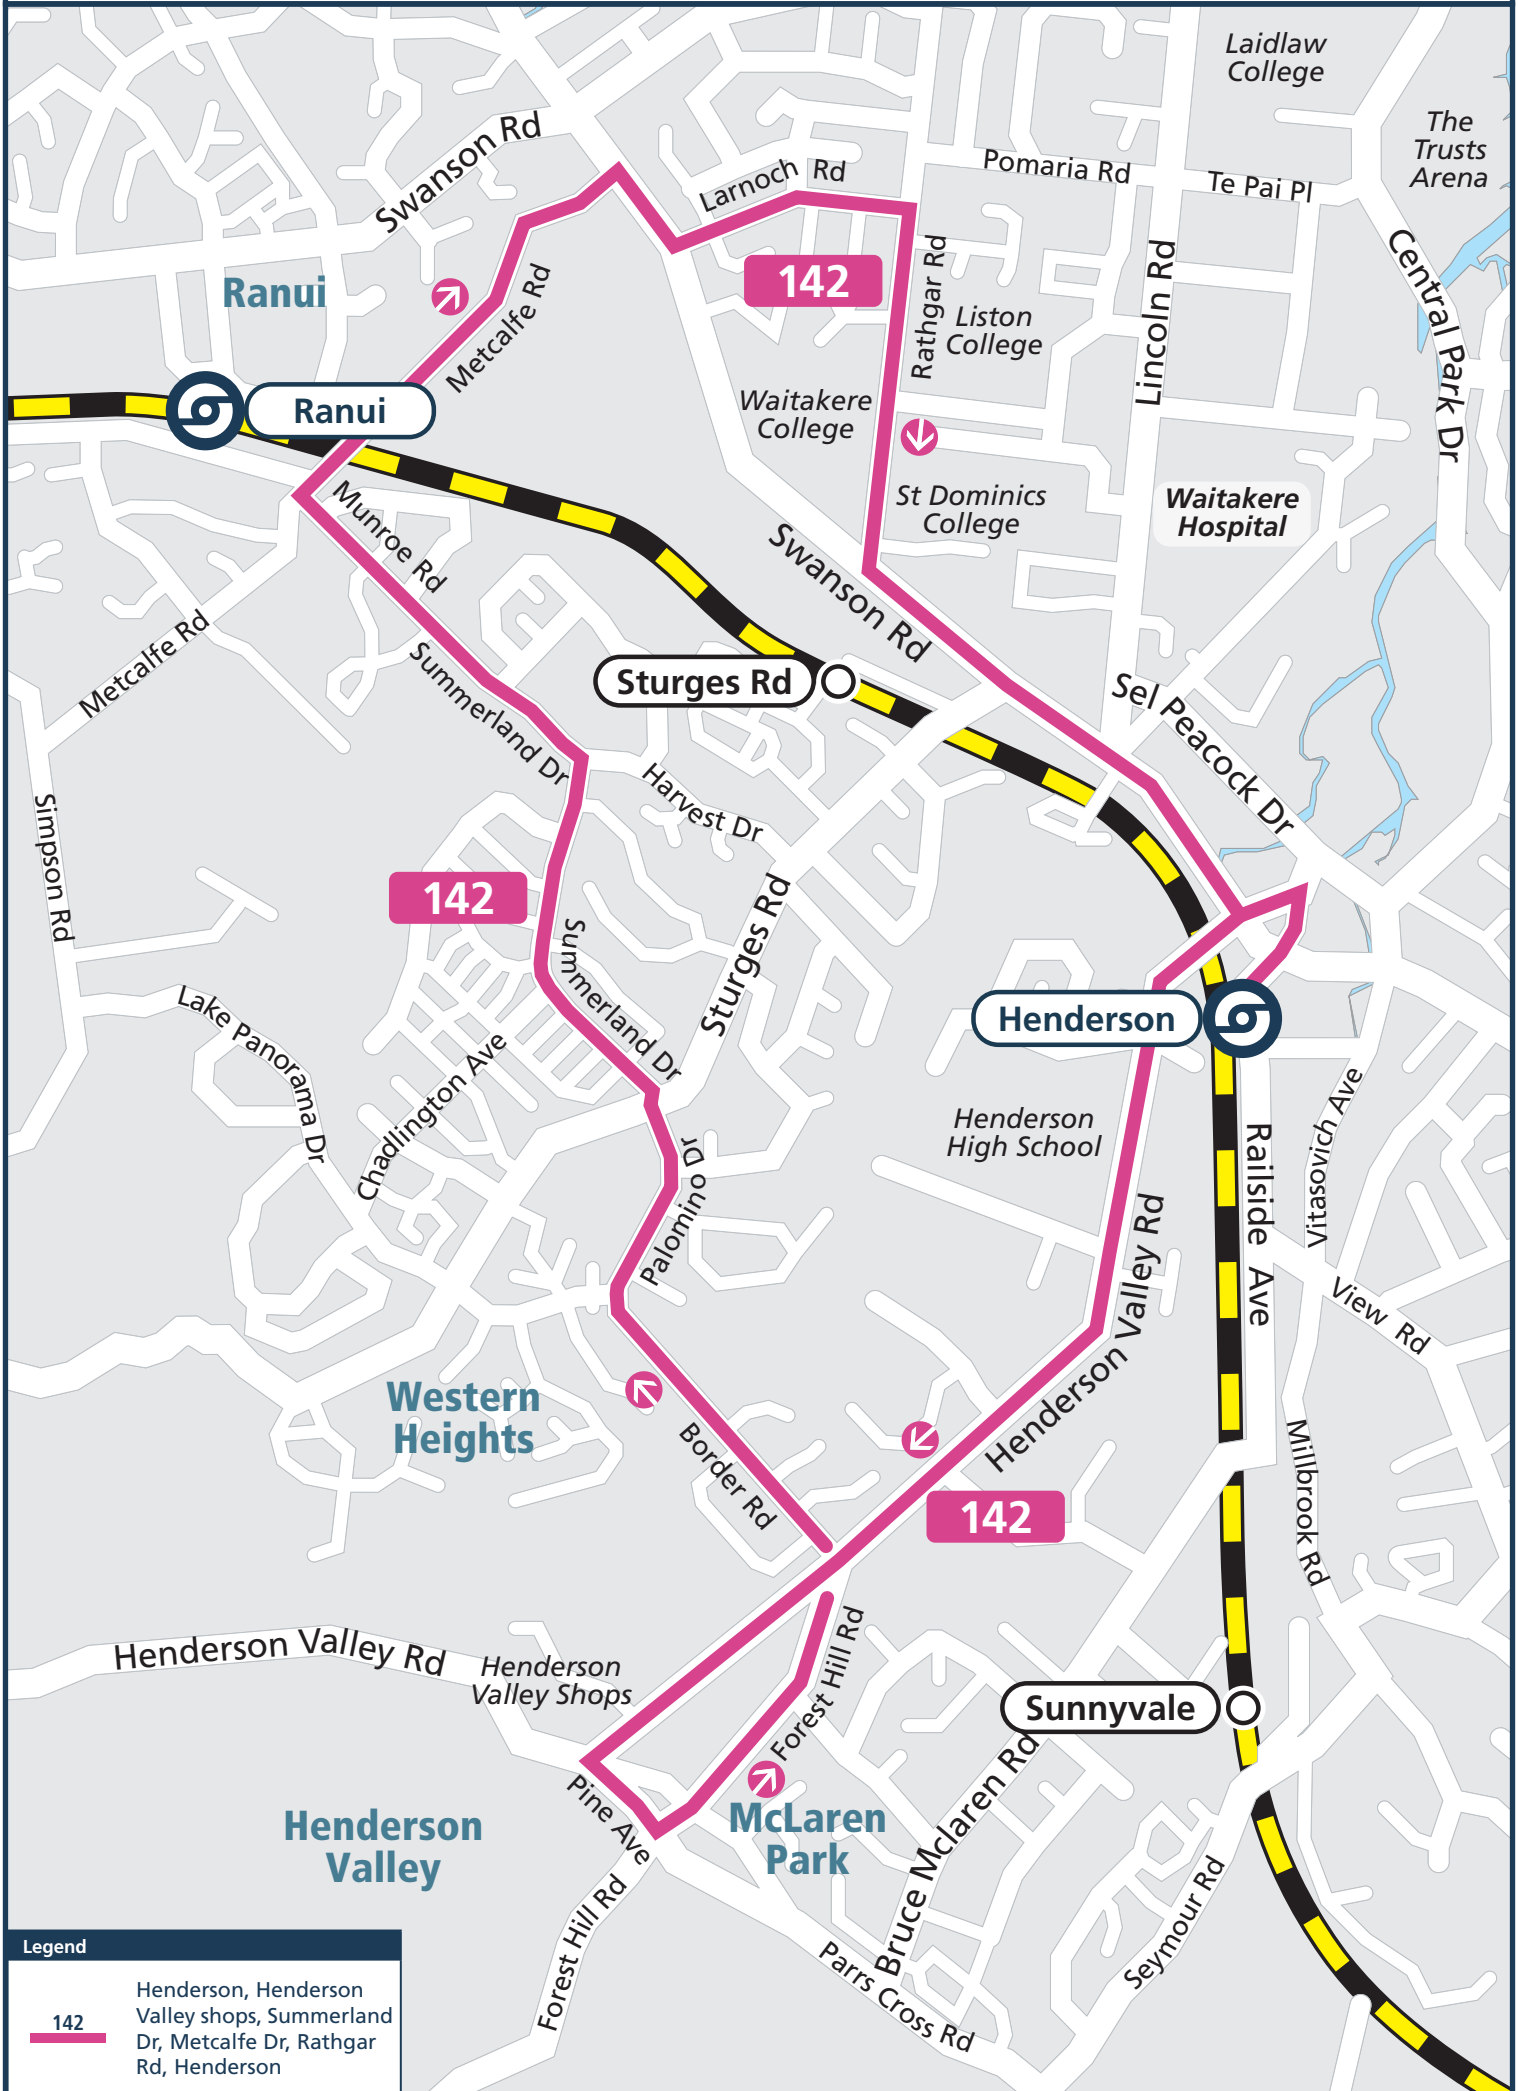 Laidlaw
College
The
Trusts
Arena
Swanson Rd
Larnoch Rd
Pomaria Rd
Te Pai Pl
Ranui
142
Metcalfe Rd
Rathgar Rd
Liston
College
Lincoln Rd
Central Park Dr
Ranui
Waitakere
College
St Dominics
College
Waitakere
Hospital
Munroe Rd
Swanson Rd
Metcalfe Rd
Summerland Dr
Sturges Rd
Sel Peacock Dr
Simpson Rd
Harvest Dr
142
Sturges Rd
Summerland Dr
Lake Panorama Dr
Chadlington Ave
Henderson
Henderson
High School
Railside Ave
Vitasovich Ave
Palomino Dr
Henderson Valley Rd
View Rd
Western
Heights
Border Rd
142
Millbrook Rd
Henderson Valley Rd
Henderson
Valley Shops
Forest Hill Rd
Sunnyvale
Pine Ave
McLaren
Park
Henderson
Valley
Bruce Mclaren Rd
Forest Hill Rd
Seymour Rd
Parrs Cross Rd
Legend
142
Henderson, Henderson
Valley shops, Summerland
Dr, Metcalfe Dr, Rathgar
Rd, Henderson